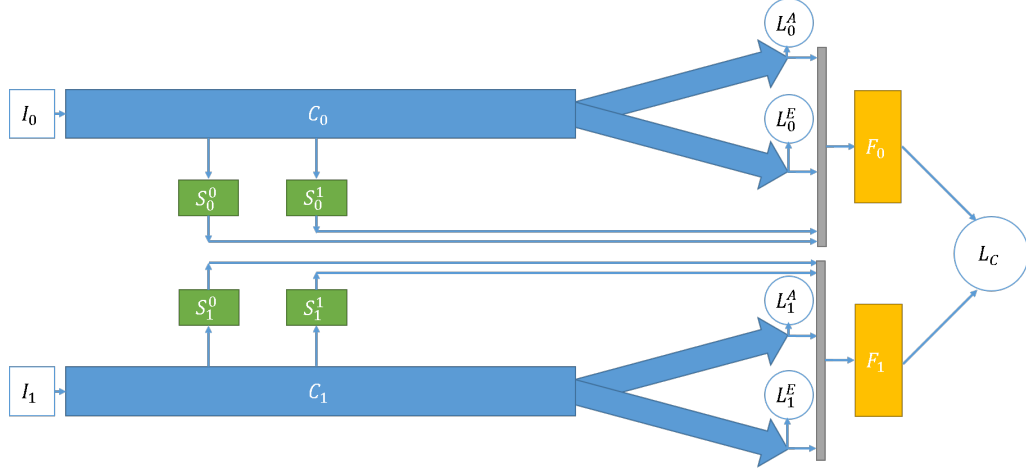 L_0^A
I_0
C_0
L_0^E
F_0
S_0^0
S_0^1
L_C
S_1^0
S_1^1
L_1^A
F_1
I_1
C_1
L_1^E